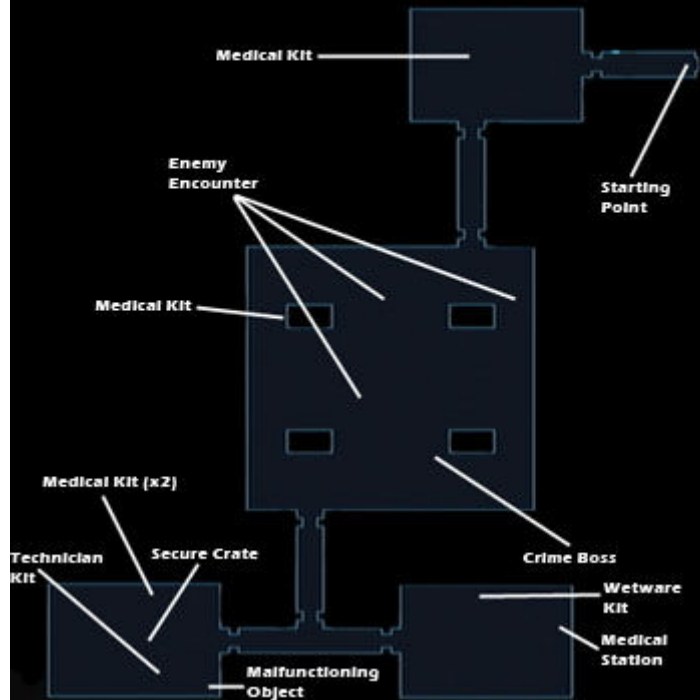 Medical Kit
Enemy
Encounter
Starting
Point
Medical Kit
Medical Kit (x2)
Secure Crate
Technician
Kit
Crime Boss
Wetware
Kit
Medical
Station
Malfunctioning
Object